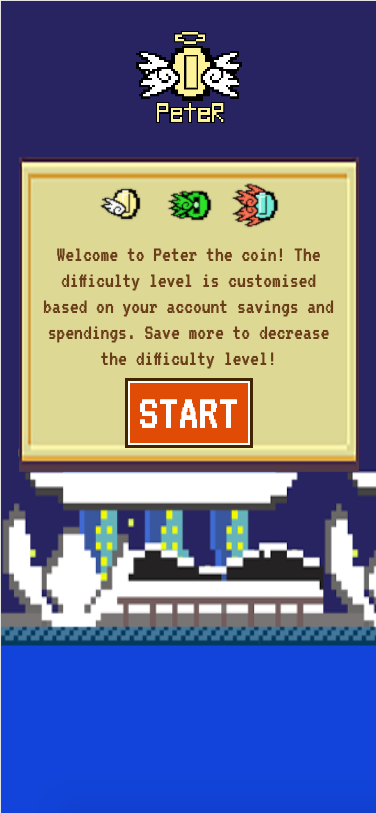 PeteR
Welcome to Peter the coin! The
difficulty level is customised
based on your account savings and
spendings. Save more to decrease
the difficulty level!
START